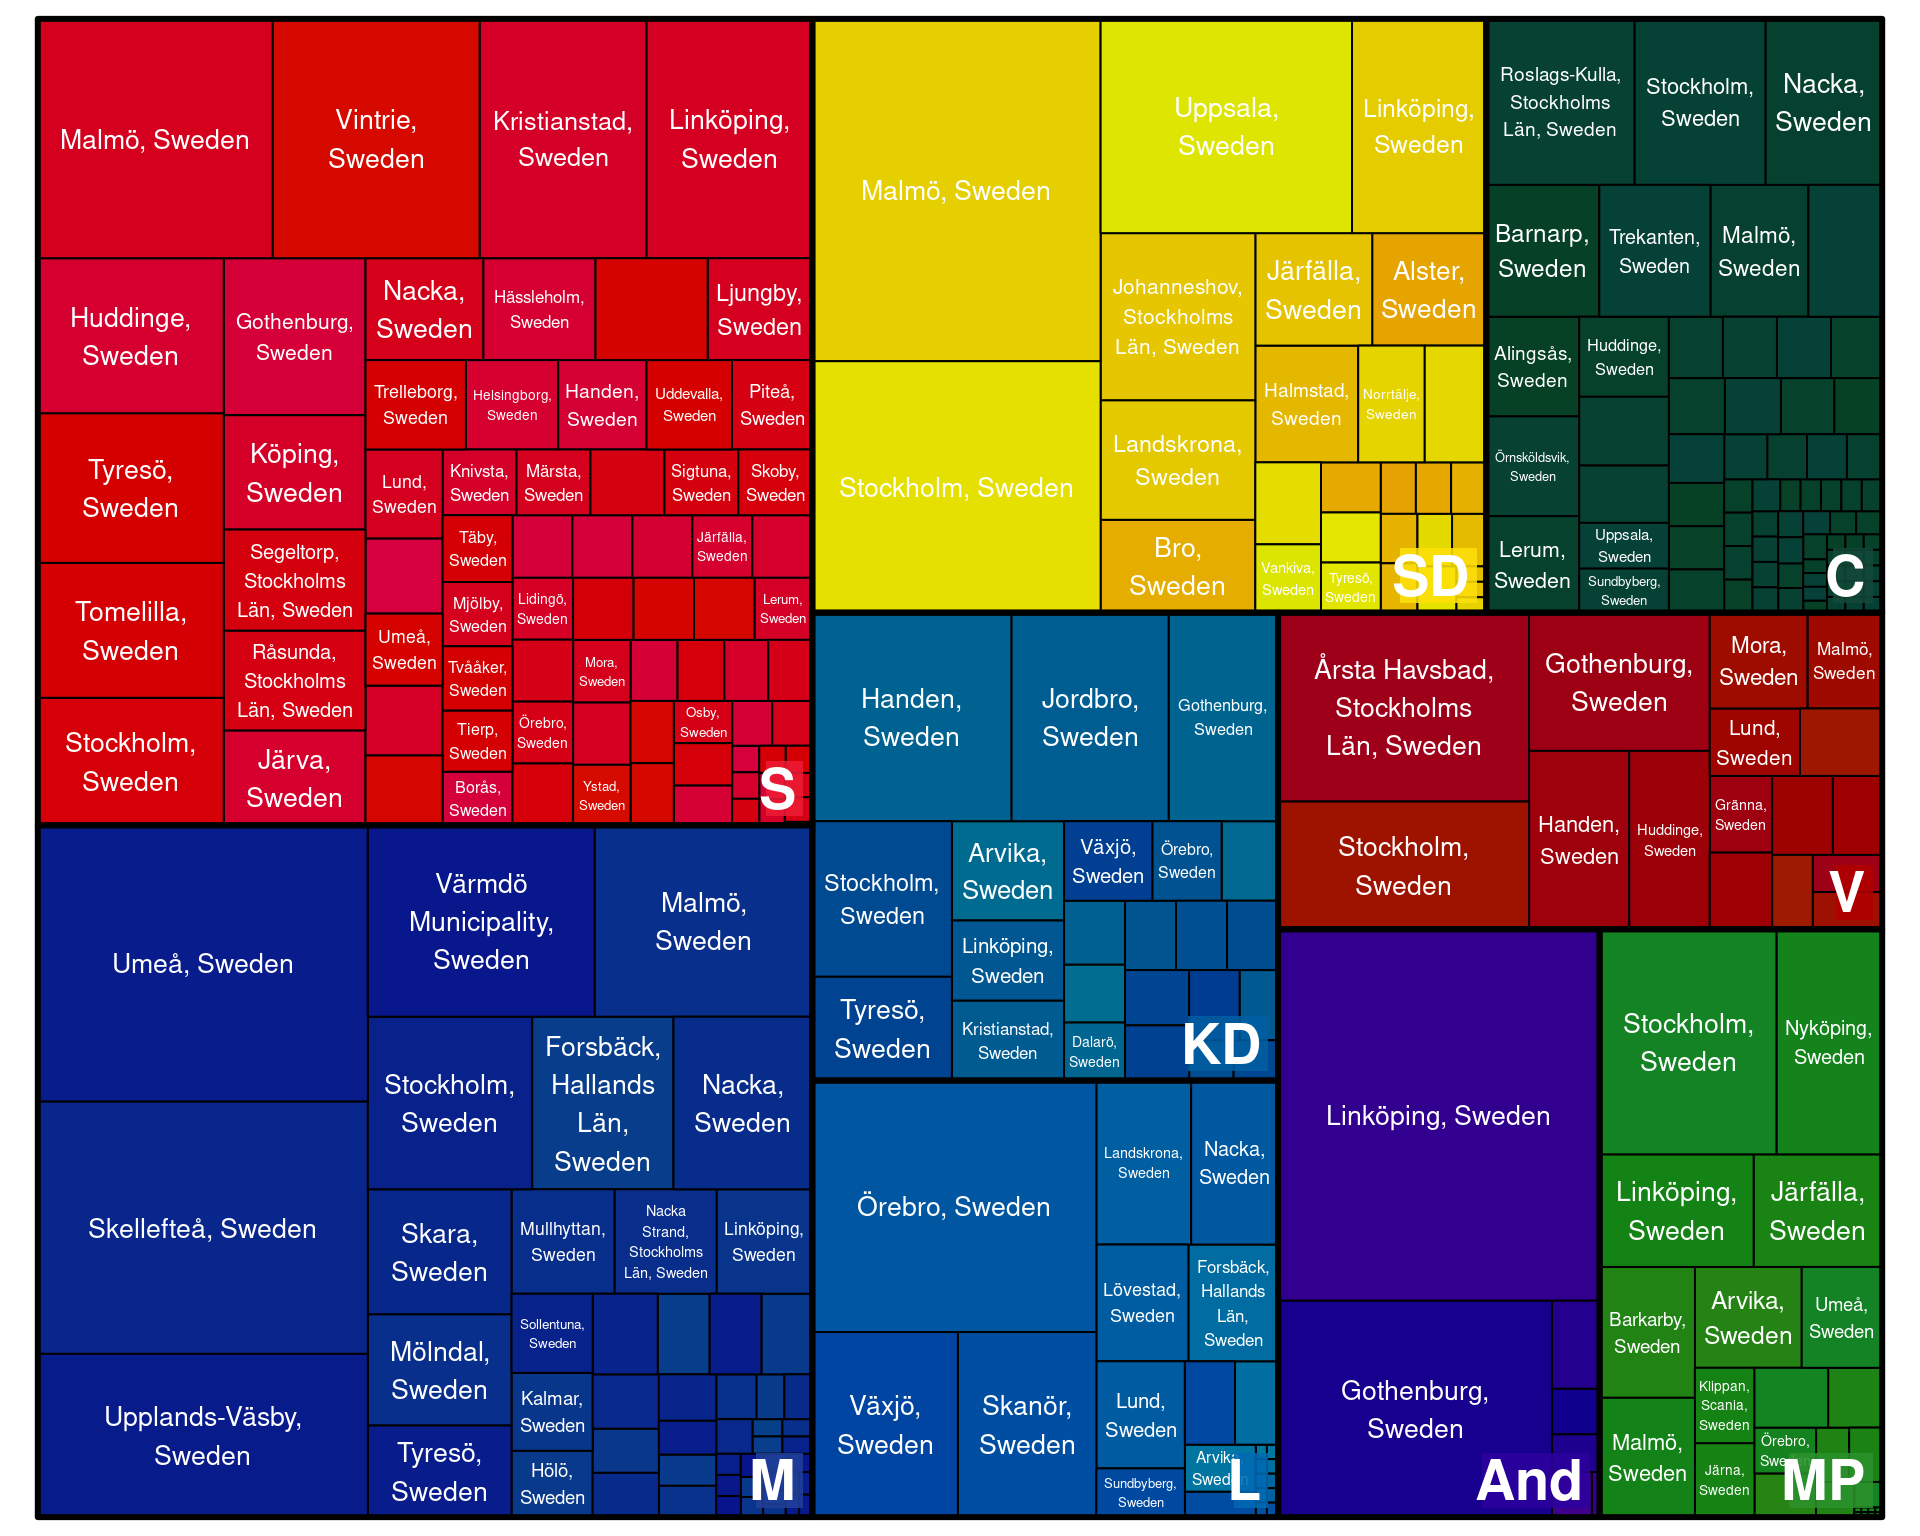 Malmö, Sweden
Vintrie,
Sweden
Kristianstad,
Sweden
Linköping,
Sweden
Huddinge,
Sweden
Gothenburg,
Sweden
Nacka,
Sweden
Hässleholm,
Sweden
Ljungby,
Sweden
Trelleborg,
Sweden
Helsingborg,
Sweden
Handen,
Sweden
Uddevalla,
Sweden
Piteå,
Sweden
Tyresö,
Sweden
Köping,
Sweden
Lund,
Sweden
Knivsta,
Sweden
Märsta,
Sweden
Sigtuna,
Sweden
Skoby,
Sweden
Segeltorp,
Stockholms
Län, Sweden
Täby,
Sweden
Järfälla,
Sweden
Tomelilla,
Sweden
Mjölby,
Sweden
Lidingö,
Sweden
Lerum,
Sweden
Råsunda,
Stockholms
Län, Sweden
Umeå,
Sweden
Tvååker,
Sweden
Mora,
Sweden
Stockholm,
Sweden
Järva,
Sweden
Tierp,
Sweden
Örebro,
Sweden
Osby,
Sweden
Borås,
Sweden
Ystad,
Sweden
S
Malmö, Sweden
Uppsala,
Sweden
Linköping,
Sweden
Johanneshov,
Stockholms
Län, Sweden
Järfälla,
Sweden
Alster,
Sweden
Halmstad,
Sweden
Norrtälje,
Sweden
Stockholm, Sweden
Landskrona,
Sweden
Bro,
Sweden
Vankiva,
Sweden
Tyresö,
Sweden
SD
Roslags-Kulla,
Stockholms
Län, Sweden
Stockholm,
Sweden
Nacka,
Sweden
Barnarp,
Sweden
Trekanten,
Sweden
Malmö,
Sweden
Alingsås,
Sweden
Huddinge,
Sweden
Örnsköldsvik,
Sweden
Lerum,
Sweden
Uppsala,
Sweden
Sundbyberg,
Sweden
C
Umeå, Sweden
Värmdö
Municipality,
Sweden
Malmö,
Sweden
Stockholm,
Sweden
Forsbäck,
Hallands
Län,
Sweden
Nacka,
Sweden
Skellefteå, Sweden
Skara,
Sweden
Mullhyttan,
Sweden
Nacka
Strand,
Stockholms
Län, Sweden
Linköping,
Sweden
Sollentuna,
Sweden
Mölndal,
Sweden
Kalmar,
Sweden
Upplands-Väsby,
Sweden
Tyresö,
Sweden
Hölö,
Sweden
M
Handen,
Sweden
Jordbro,
Sweden
Gothenburg,
Sweden
Stockholm,
Sweden
Arvika,
Sweden
Växjö,
Sweden
Örebro,
Sweden
Linköping,
Sweden
Tyresö,
Sweden
Kristianstad,
Sweden
Dalarö,
Sweden
KD
Årsta Havsbad,
Stockholms
Län, Sweden
Gothenburg,
Sweden
Mora,
Sweden
Malmö,
Sweden
Lund,
Sweden
Stockholm,
Sweden
Handen,
Sweden
Huddinge,
Sweden
Gränna,
Sweden
V
Örebro, Sweden
Landskrona,
Sweden
Nacka,
Sweden
Lövestad,
Sweden
Forsbäck,
Hallands
Län,
Sweden
Växjö,
Sweden
Skanör,
Sweden
Lund,
Sweden
Arvika,
Sweden
Sundbyberg,
Sweden
L
Linköping, Sweden
Gothenburg,
Sweden
And
Stockholm,
Sweden
Nyköping,
Sweden
Linköping,
Sweden
Järfälla,
Sweden
Barkarby,
Sweden
Arvika,
Sweden
Umeå,
Sweden
Klippan,
Scania,
Sweden
Malmö,
Sweden
Järna,
Sweden
Örebro,
Sweden
MP